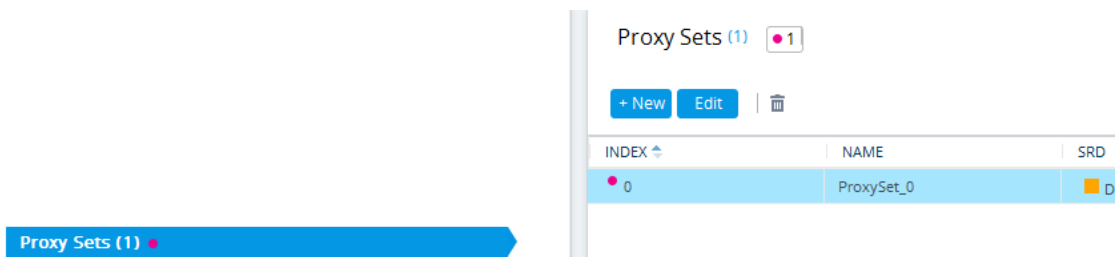 Proxy Sets (1) 1
+ New Edit
INDEX NAME SRD
0 ProxySet_0 D
Proxy Sets (1)